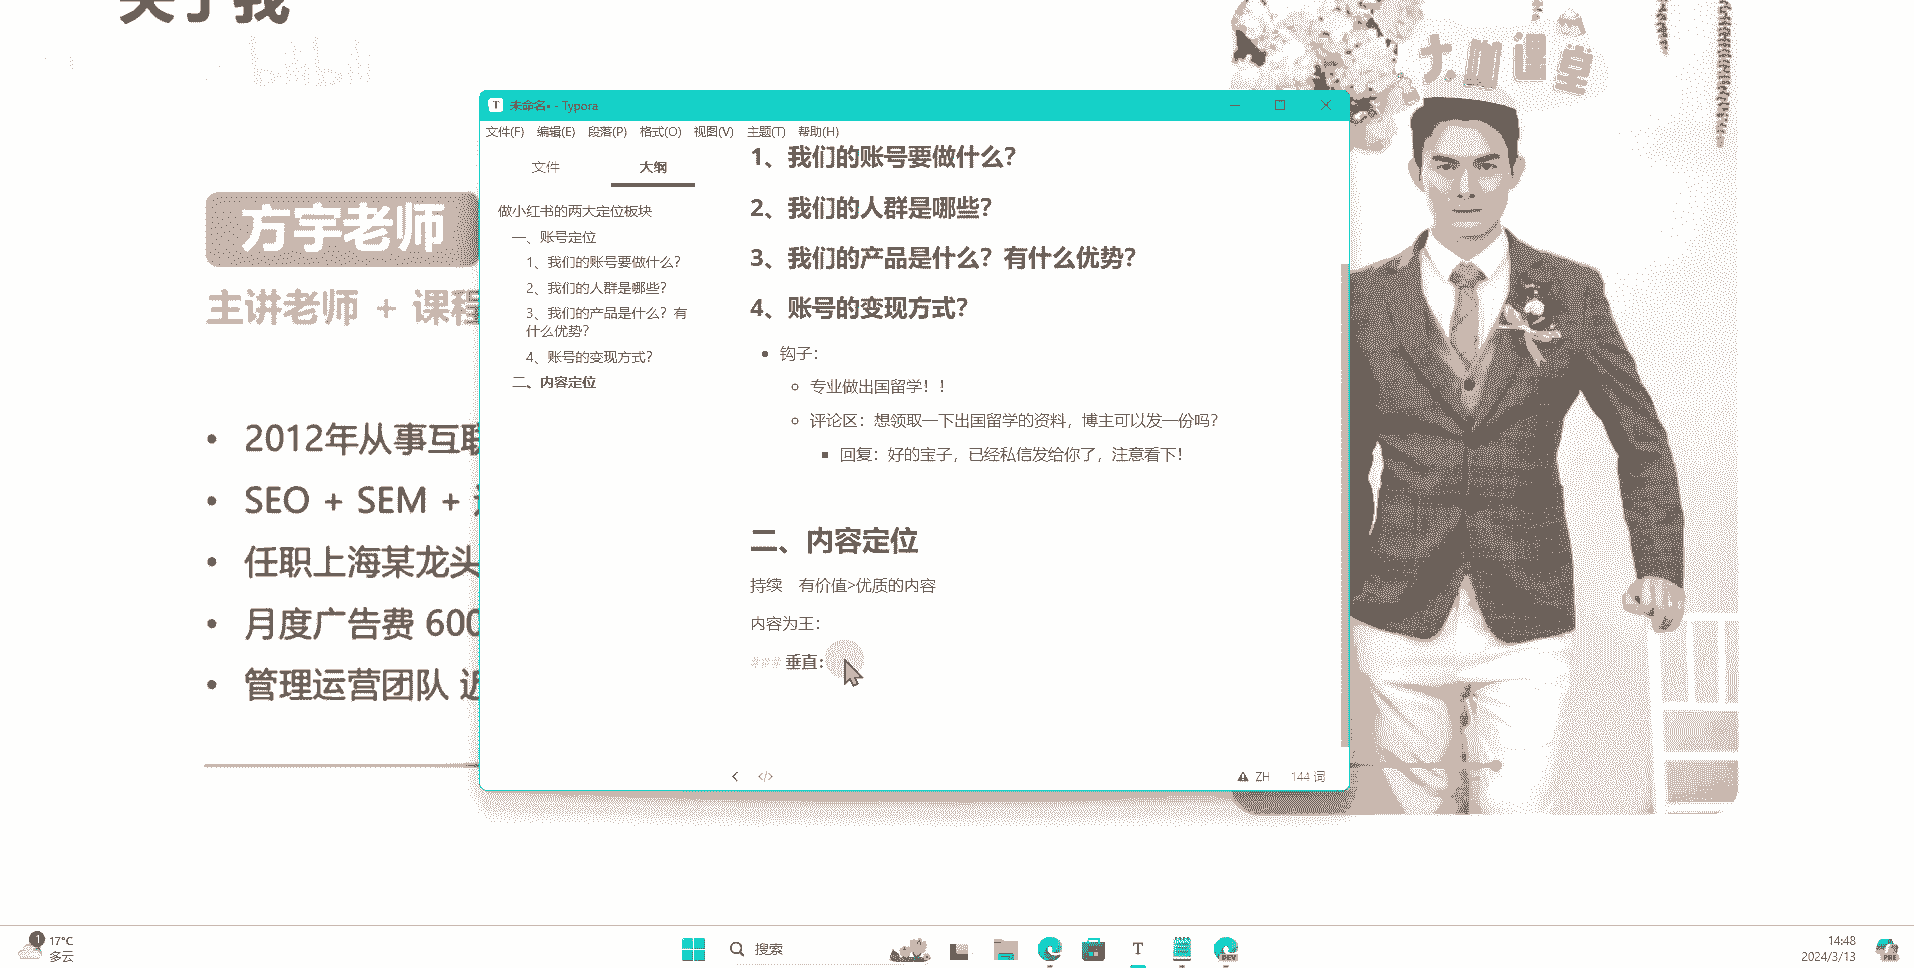 关于我
bilibili
大咖课堂
方宇老师
主讲老师 + 课程
2012年从事互联
SEO + SEM +
任职上海某龙头
月度广告费 600
管理运营团队 近
未命名• - Typora
文件(F) 编辑(E) 段落(P) 格式(O) 视图(V) 主题(T) 帮助(H)
文件 大纲
做小红书的两大定位板块
一、账号定位
1、我们的账号要做什么？
2、我们的人群是哪些？
3、我们的产品是什么？有
什么优势？
4、账号的变现方式？
二、内容定位
1、我们的账号要做什么？
2、我们的人群是哪些？
3、我们的产品是什么？有什么优势？
4、账号的变现方式？
钩子：
专业做出国留学！！
评论区：想领取一下出国留学的资料，博主可以发一份吗？
回复：好的宝子，已经私信发给你了，注意看下！
二、内容定位
持续 有价值>优质的内容
内容为王：
### 垂直：
</> ZH 144 词
1 17°C
多云
搜索
T
DEV
14:48
2024/3/13
PRE